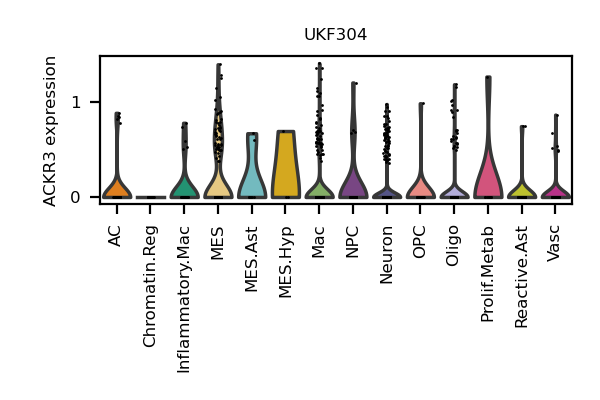 UKF304
ACKR3 expression
1
0
AC
Chromatin.Reg
Inflammatory.Mac
MES
MES.Ast
MES.Hyp
Mac
NPC
Neuron
OPC
Oligo
Prolif.Metab
Reactive.Ast
Vasc